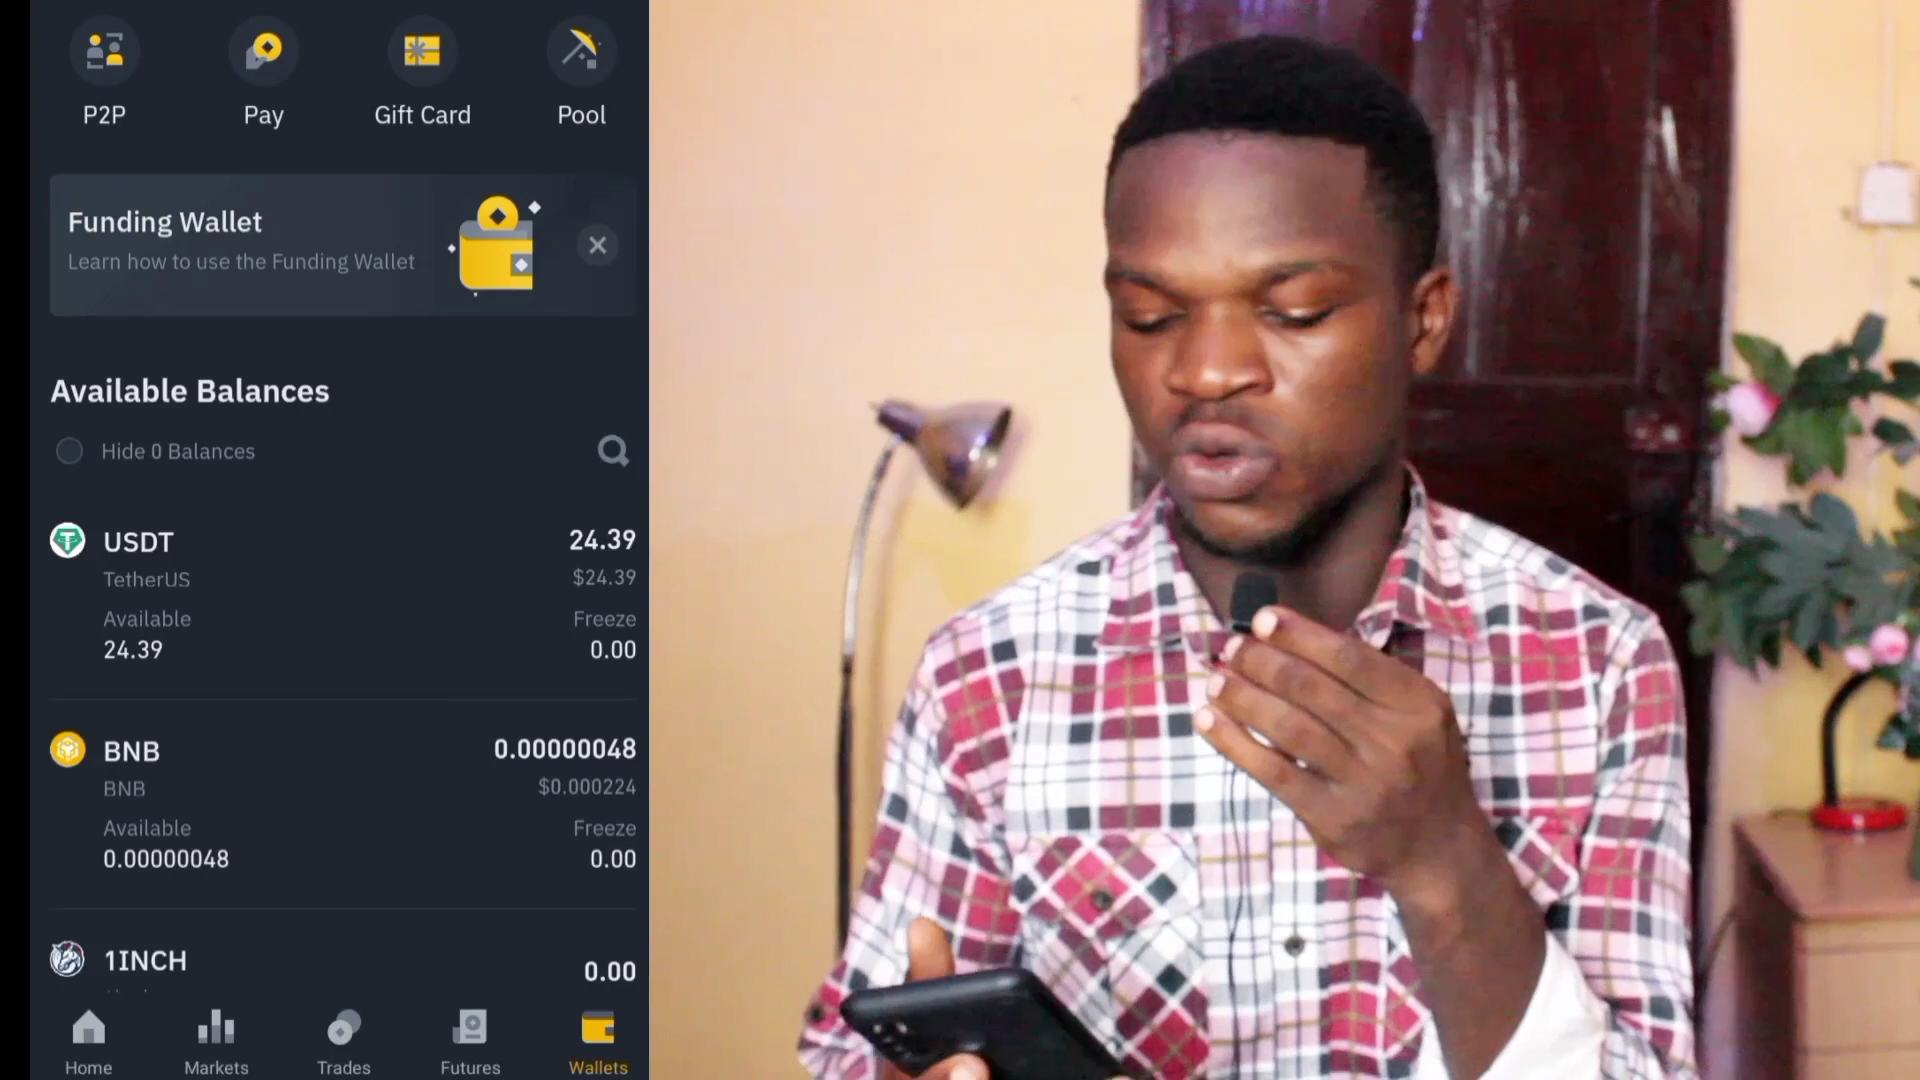 P2P Pay Gift Card Pool
Funding Wallet
Learn how to use the Funding Wallet
Available Balances
Hide 0 Balances
USDT 24.39
TetherUS $24.39
Available Freeze
24.39 0.00
BNB 0.00000048
BNB $0.000224
Available Freeze
0.00000048 0.00
1INCH 0.00
Home Markets Trades Futures Wallets